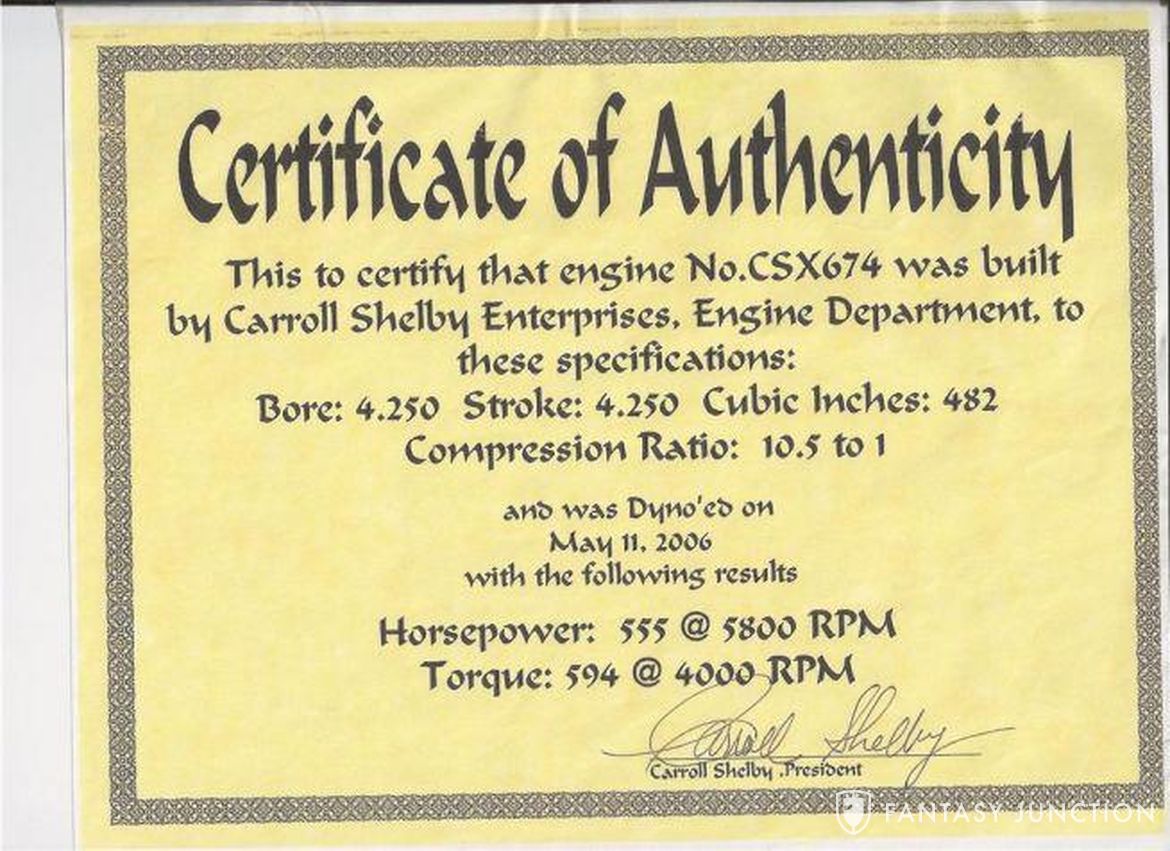 Certificate of Authenticity
This to certify that engine No.CSX674 was built
by Carroll Shelby Enterprises, Engine Department, to
these specifications:
Bore: 4.250 Stroke: 4.250 Cubic Inches: 482
Compression Ratio: 10.5 to 1
and was Dyno'ed on
May 11, 2006
with the following results
Horsepower: 555 @ 5800 RPM
Torque: 594 @ 4000 RPM
Carroll Shelby
Carroll Shelby ,President
FANTASY JUNCTION